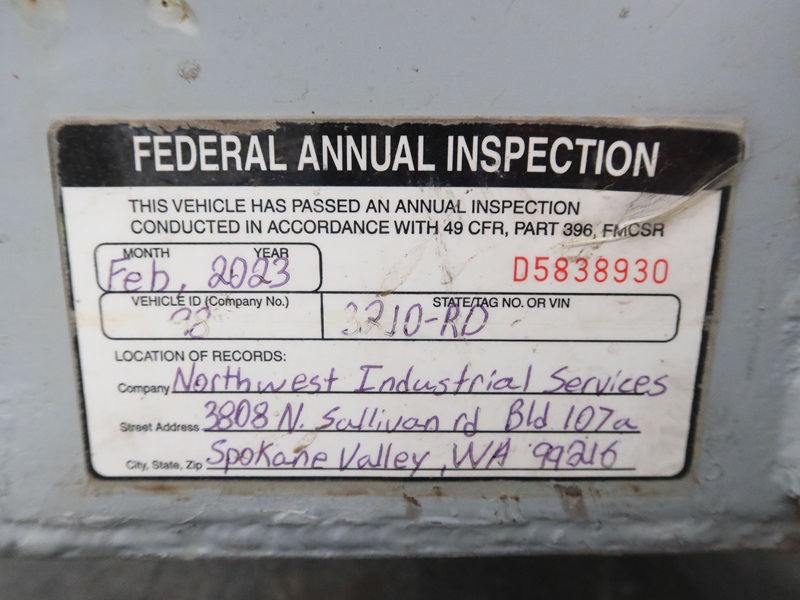 FEDERAL ANNUAL INSPECTION
THIS VEHICLE HAS PASSED AN ANNUAL INSPECTION
CONDUCTED IN ACCORDANCE WITH 49 CFR, PART 396, FMCSR
MONTH YEAR
Feb, 2023 D5838930
VEHICLE ID (Company No.) STATE/TAG NO. OR VIN
3210-RD
LOCATION OF RECORDS:
Company Northwest Industrial Services
Street Address 3808 N. Sullivan rd Bld 107a
City, State, Zip Spokane Valley, WA 99216